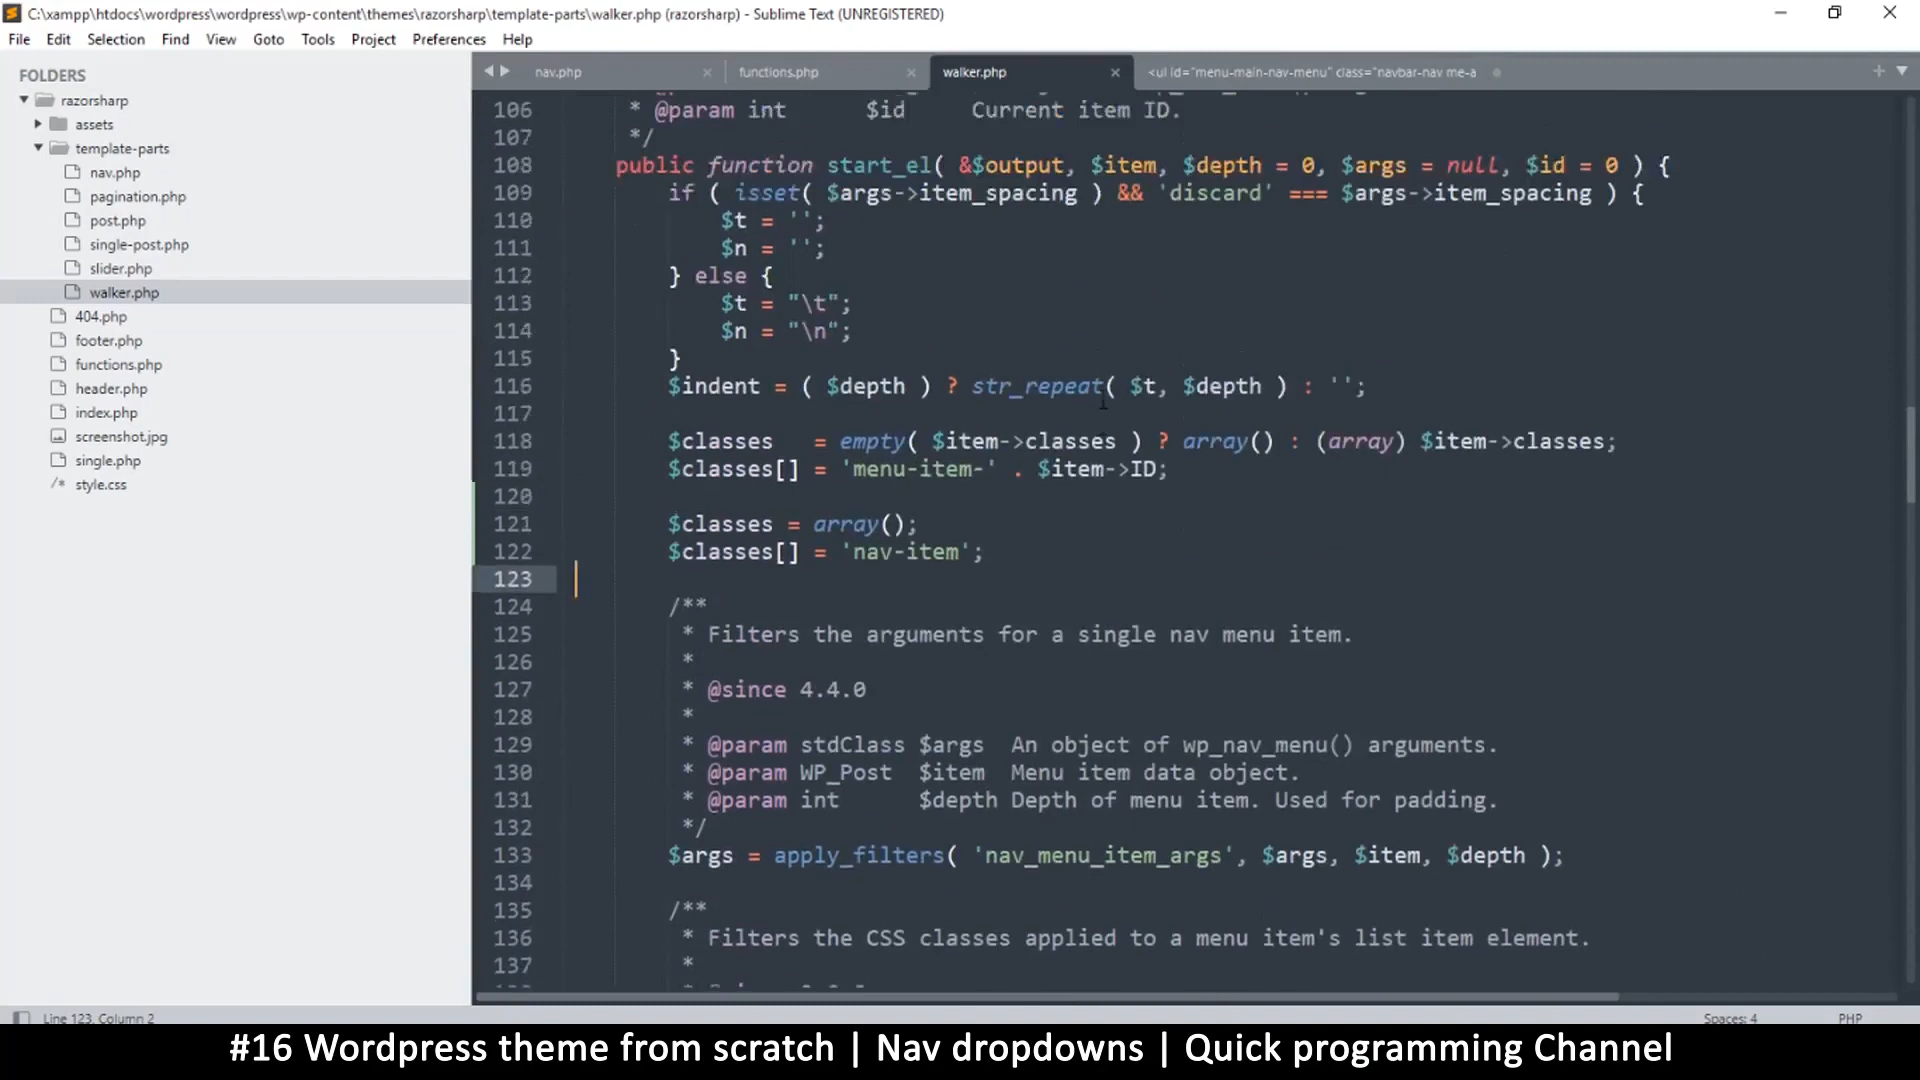 C:\xampp\htdocs\wordpress\wordpress\wp-content\themes\razorsharp\template-parts\walker.php (razorsharp) - Sublime Text (UNREGISTERED)
File Edit Selection Find View Goto Tools Project Preferences Help
FOLDERS
razorsharp
assets
template-parts
nav.php
pagination.php
post.php
single-post.php
slider.php
walker.php
404.php
footer.php
functions.php
header.php
index.php
screenshot.jpg
single.php
/* style.css
nav.php × functions.php × walker.php × <ul id="menu-main-nav-menu" class="navbar-nav me-a
106 * @param int $id Current item ID.
107 */
108 public function start_el( &$output, $item, $depth = 0, $args = null, $id = 0 ) {
109 if ( isset( $args->item_spacing ) && 'discard' === $args->item_spacing ) {
110 $t = '';
111 $n = '';
112 } else {
113 $t = "\t";
114 $n = "\n";
115 }
116 $indent = ( $depth ) ? str_repeat( $t, $depth ) : '';
117
118 $classes = empty( $item->classes ) ? array() : (array) $item->classes;
119 $classes[] = 'menu-item-' . $item->ID;
120
121 $classes = array();
122 $classes[] = 'nav-item';
123
124 /**
125 * Filters the arguments for a single nav menu item.
126 *
127 * @since 4.4.0
128 *
129 * @param stdClass $args An object of wp_nav_menu() arguments.
130 * @param WP_Post $item Menu item data object.
131 * @param int $depth Depth of menu item. Used for padding.
132 */
133 $args = apply_filters( 'nav_menu_item_args', $args, $item, $depth );
134
135 /**
136 * Filters the CSS classes applied to a menu item's list item element.
137 *
Line 123, Column 2 Spaces: 4 PHP
#16 Wordpress theme from scratch | Nav dropdowns | Quick programming Channel